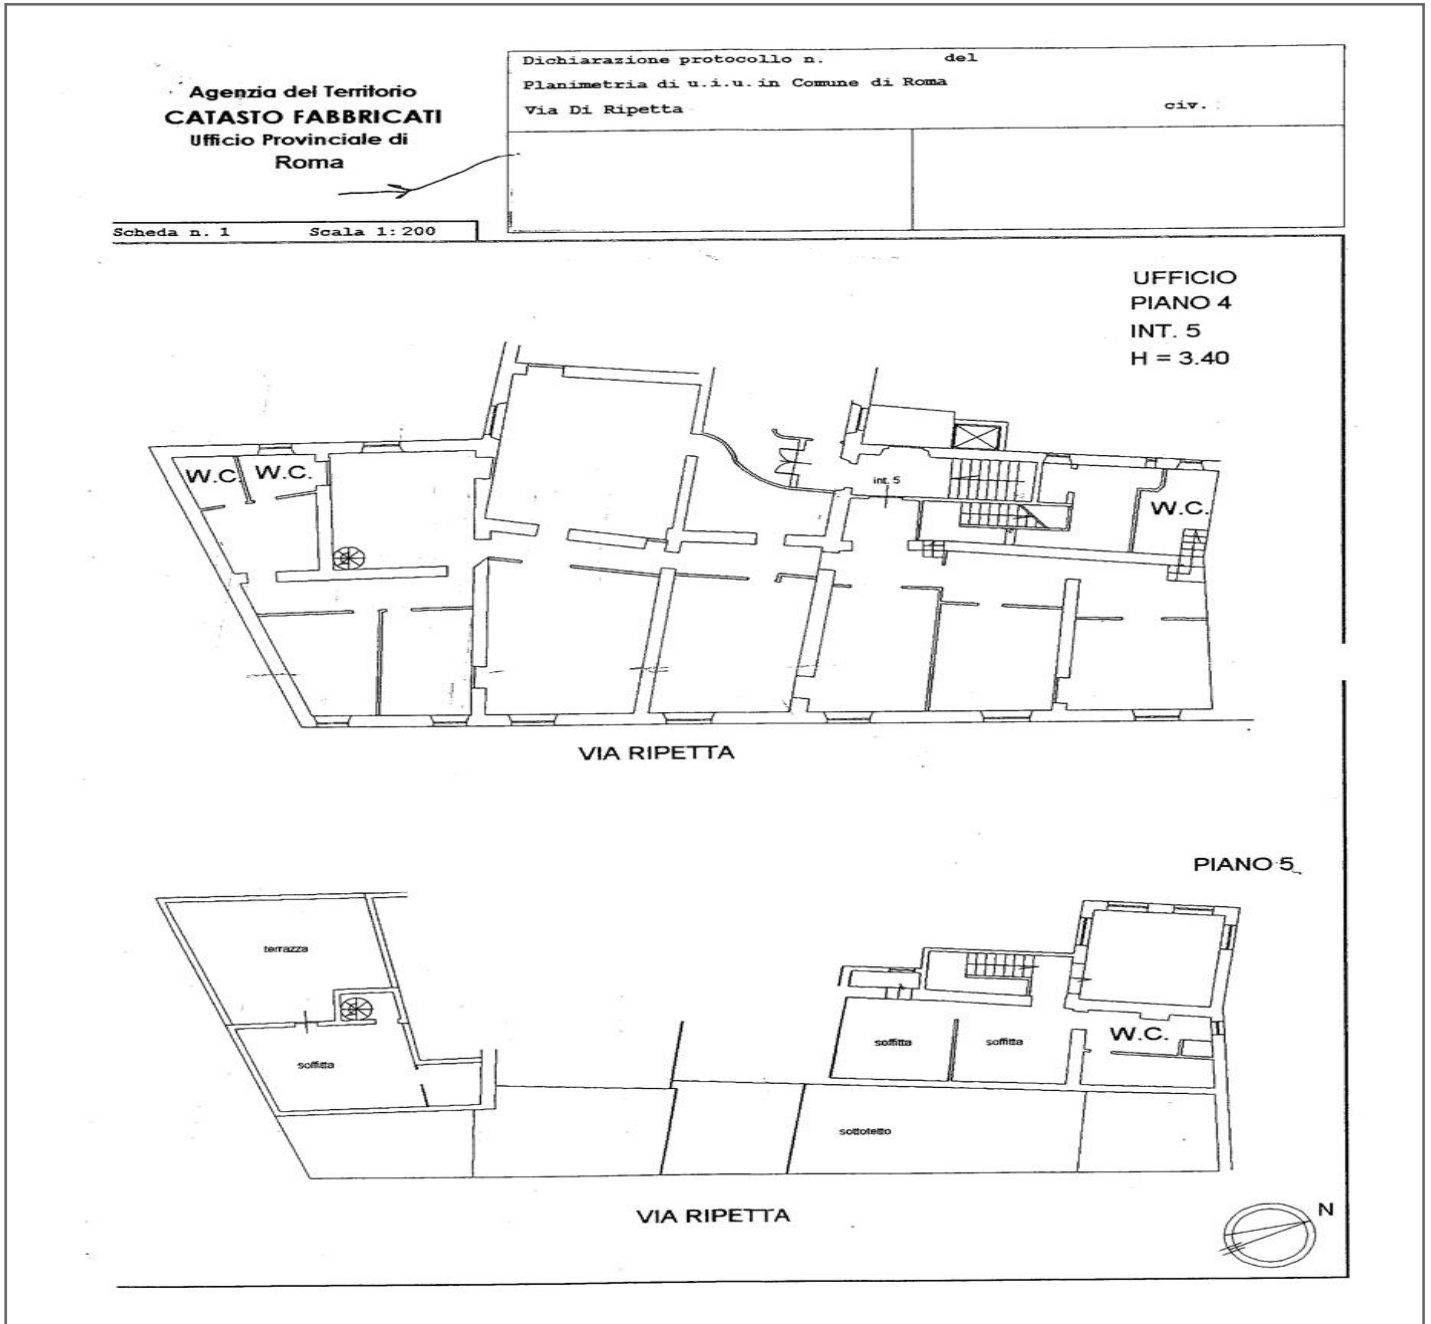 Agenzia del Territorio
CATASTO FABBRICATI
Ufficio Provinciale di
Roma
Dichiarazione protocollo n. del
Planimetria di u.i.u. in Comune di Roma
Via Di Ripetta civ.
Scheda n. 1 Scala 1:200
UFFICIO
PIANO 4
INT. 5
H = 3.40
W.C. W.C.
int. 5
W.C.
VIA RIPETTA
PIANO 5
terrazza
soffitta
soffitta soffitta
W.C.
sottotetto
VIA RIPETTA
N